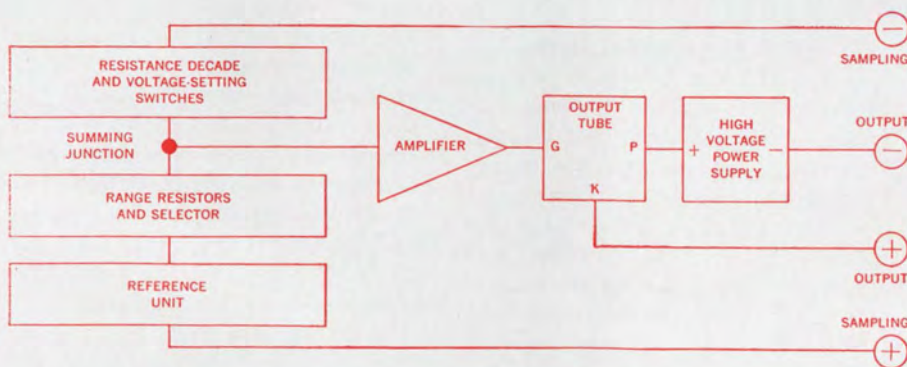 RESISTANCE DECADE
AND VOLTAGE-SETTING
SWITCHES
SUMMING
JUNCTION
RANGE RESISTORS
AND SELECTOR
REFERENCE
UNIT
AMPLIFIER
OUTPUT
TUBE
G
P
K
HIGH
VOLTAGE
POWER
SUPPLY
+
−
−
SAMPLING
OUTPUT
−
+
OUTPUT
SAMPLING
+